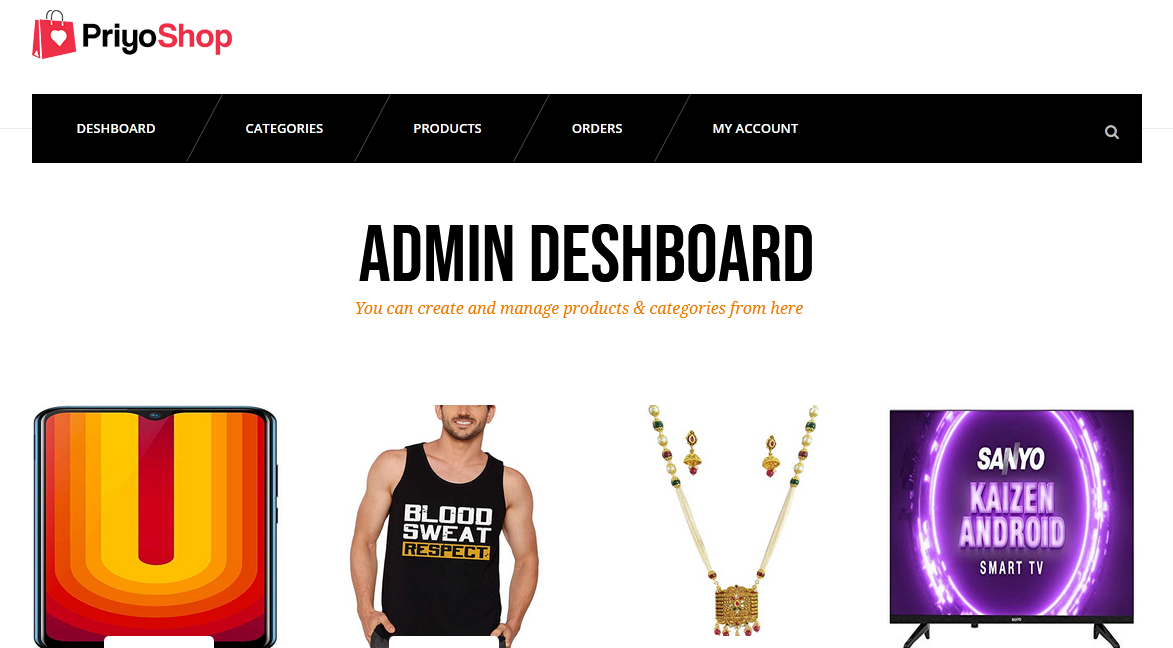 PriyoShop
DESHBOARD CATEGORIES PRODUCTS ORDERS MY ACCOUNT
ADMIN DESHBOARD
You can create and manage products & categories from here
BLOOD
SWEAT
RESPECT.
SANYO
KAIZEN
ANDROID
SMART TV
SANYO